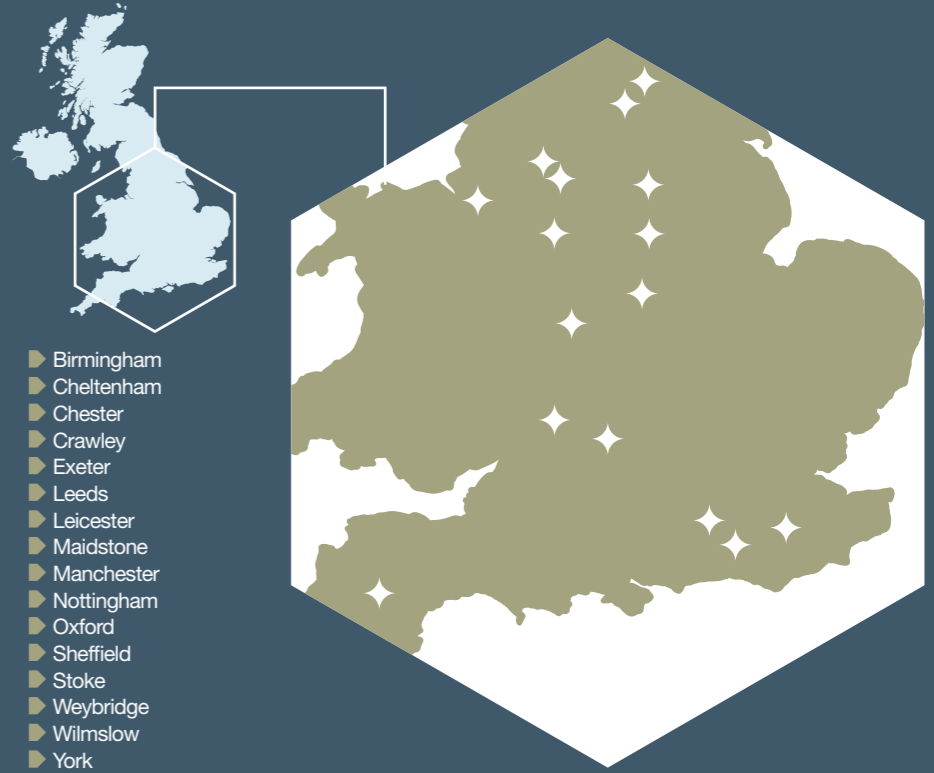 Birmingham
Cheltenham
Chester
Crawley
Exeter
Leeds
Leicester
Maidstone
Manchester
Nottingham
Oxford
Sheffield
Stoke
Weybridge
Wilmslow
York